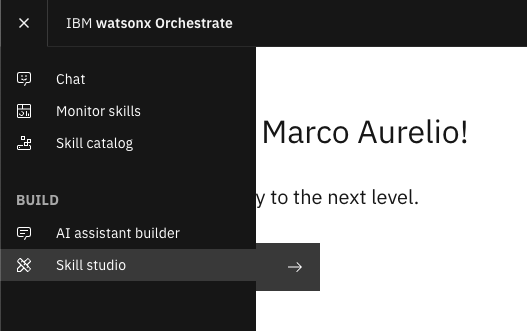 IBM watsonx Orchestrate
Chat
Monitor skills
Skill catalog
Marco Aurelio!
BUILD
y to the next level.
AI assistant builder
Skill studio